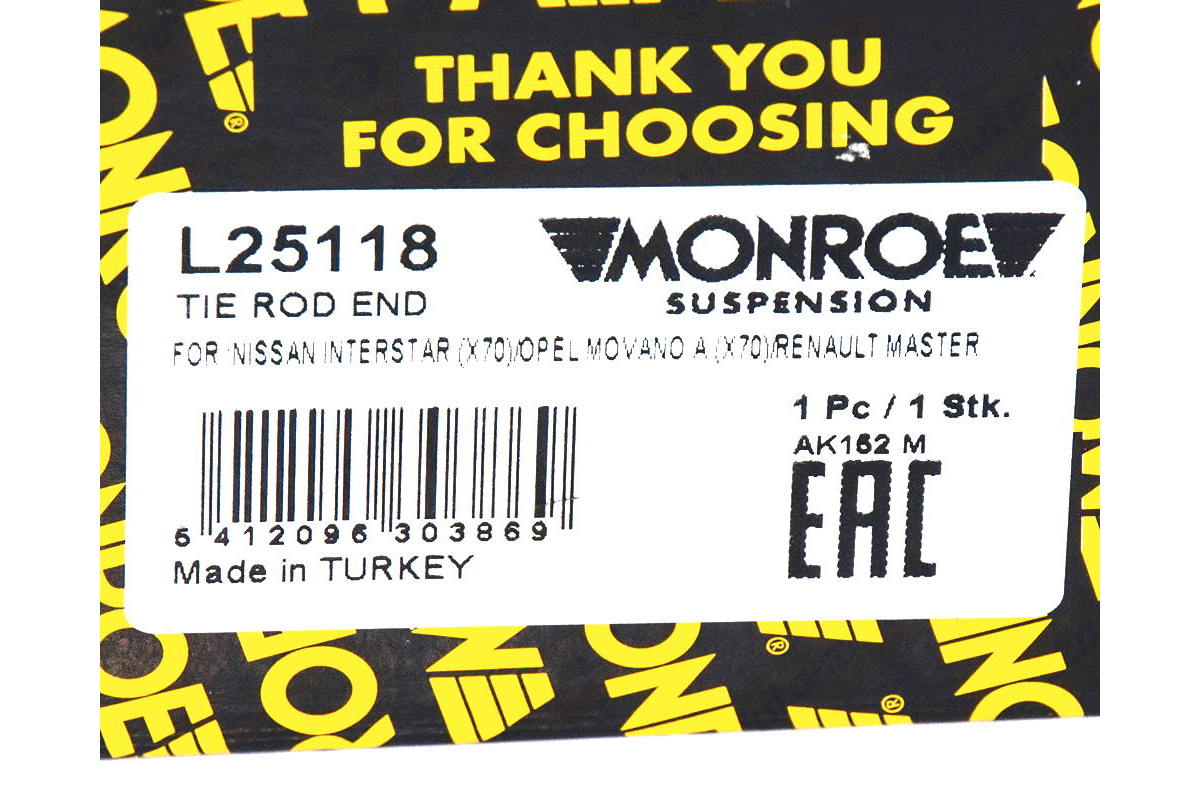 THANK YOU
FOR CHOOSING
L25118
MONROE
TIE ROD END
SUSPENSION
FOR NISSAN INTERSTAR (X70)/OPEL MOVANO A (X70)/RENAULT MASTER
1 Pc / 1 Stk.
AK162 M
EAC
5 412096 303869
Made in TURKEY